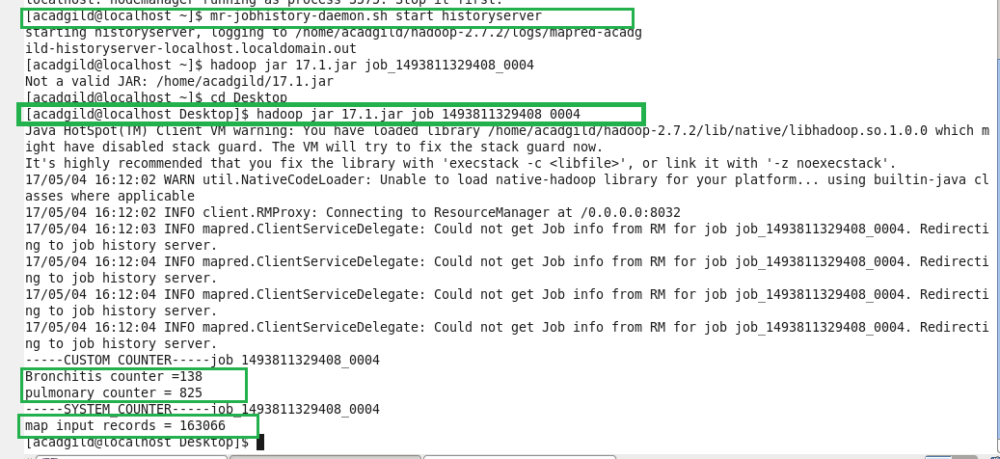 localhost: nodemanager running as process 5575. Stop it first.
[acadgild@localhost ~]$ mr-jobhistory-daemon.sh start historyserver
starting historyserver, logging to /home/acadgild/hadoop-2.7.2/logs/mapred-acadg
ild-historyserver-localhost.localdomain.out
[acadgild@localhost ~]$ hadoop jar 17.1.jar job_1493811329408_0004
Not a valid JAR: /home/acadgild/17.1.jar
[acadgild@localhost ~]$ cd Desktop
[acadgild@localhost Desktop]$ hadoop jar 17.1.jar job_1493811329408_0004
Java HotSpot(TM) Client VM warning: You have loaded library /home/acadgild/hadoop-2.7.2/lib/native/libhadoop.so.1.0.0 which m
ight have disabled stack guard. The VM will try to fix the stack guard now.
It's highly recommended that you fix the library with 'execstack -c <libfile>', or link it with '-z noexecstack'.
17/05/04 16:12:02 WARN util.NativeCodeLoader: Unable to load native-hadoop library for your platform... using builtin-java cl
asses where applicable
17/05/04 16:12:02 INFO client.RMProxy: Connecting to ResourceManager at /0.0.0.0:8032
17/05/04 16:12:03 INFO mapred.ClientServiceDelegate: Could not get Job info from RM for job job_1493811329408_0004. Redirecti
ng to job history server.
17/05/04 16:12:04 INFO mapred.ClientServiceDelegate: Could not get Job info from RM for job job_1493811329408_0004. Redirecti
ng to job history server.
17/05/04 16:12:04 INFO mapred.ClientServiceDelegate: Could not get Job info from RM for job job_1493811329408_0004. Redirecti
ng to job history server.
17/05/04 16:12:04 INFO mapred.ClientServiceDelegate: Could not get Job info from RM for job job_1493811329408_0004. Redirecti
ng to job history server.
-----CUSTOM COUNTER-----job_1493811329408_0004
Bronchitis counter =138
pulmonary counter = 825
-----SYSTEM_COUNTER-----job_1493811329408_0004
map input records = 163066
[acadgild@localhost Desktop]$